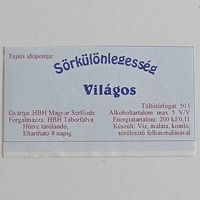 Fejtés időpontja:
Sörkülönlegesség
Világos
Töltőtérfogat: 50 l
Gyártja: HBH Magyar Serfőzde
Alkoholtartalom: max. 5 V/V
Forgalmazza: HBH Táborfalva
Energiatartalom: 200 kJ/0,1l
Hűtve tárolandó,
Készült: Víz, maláta, komló,
Eltartható 8 napig
sörélesztő felhasználásával